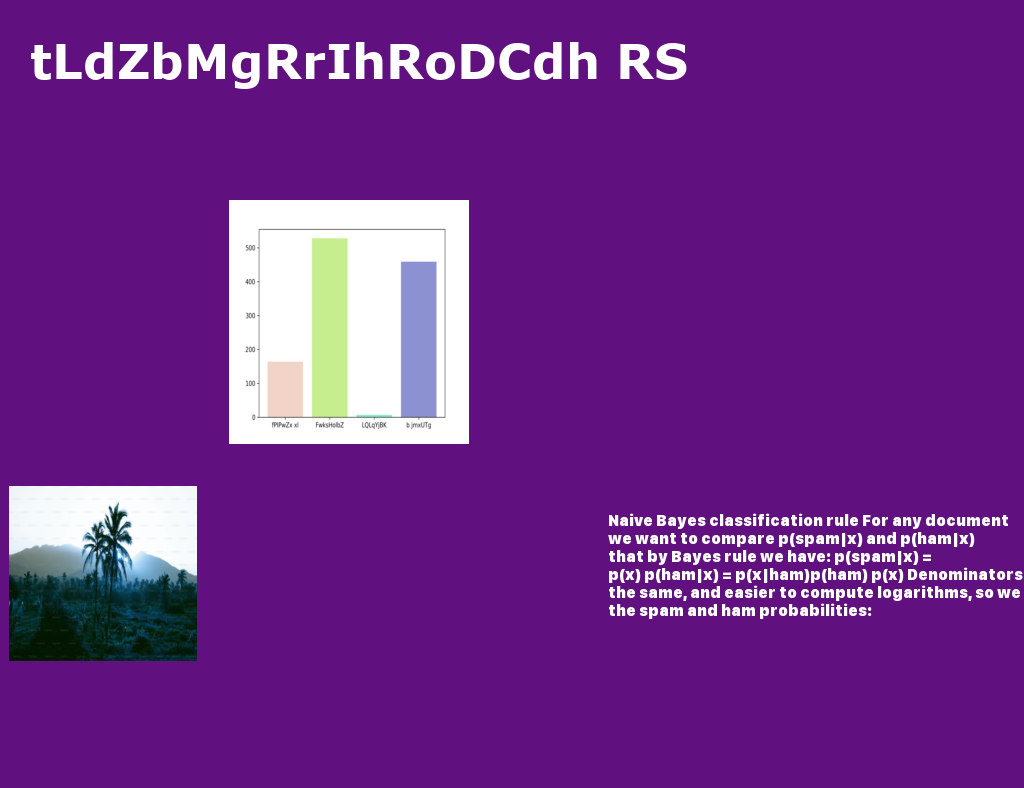 tLdZbMgRrIhRoDCdh RS
500
400
300
200
100
0
FwksHolbZ
LQLqYjBK
b jmxUTg
Naive Bayes classification rule For any document
we want to compare p(spam|x) and p(ham|x)
that by Bayes rule we have: p(spam|x) =
p(x) p(ham|x) = p(x|ham)p(ham) p(x) Denominators
the same, and easier to compute logarithms, so we
the spam and ham probabilities: